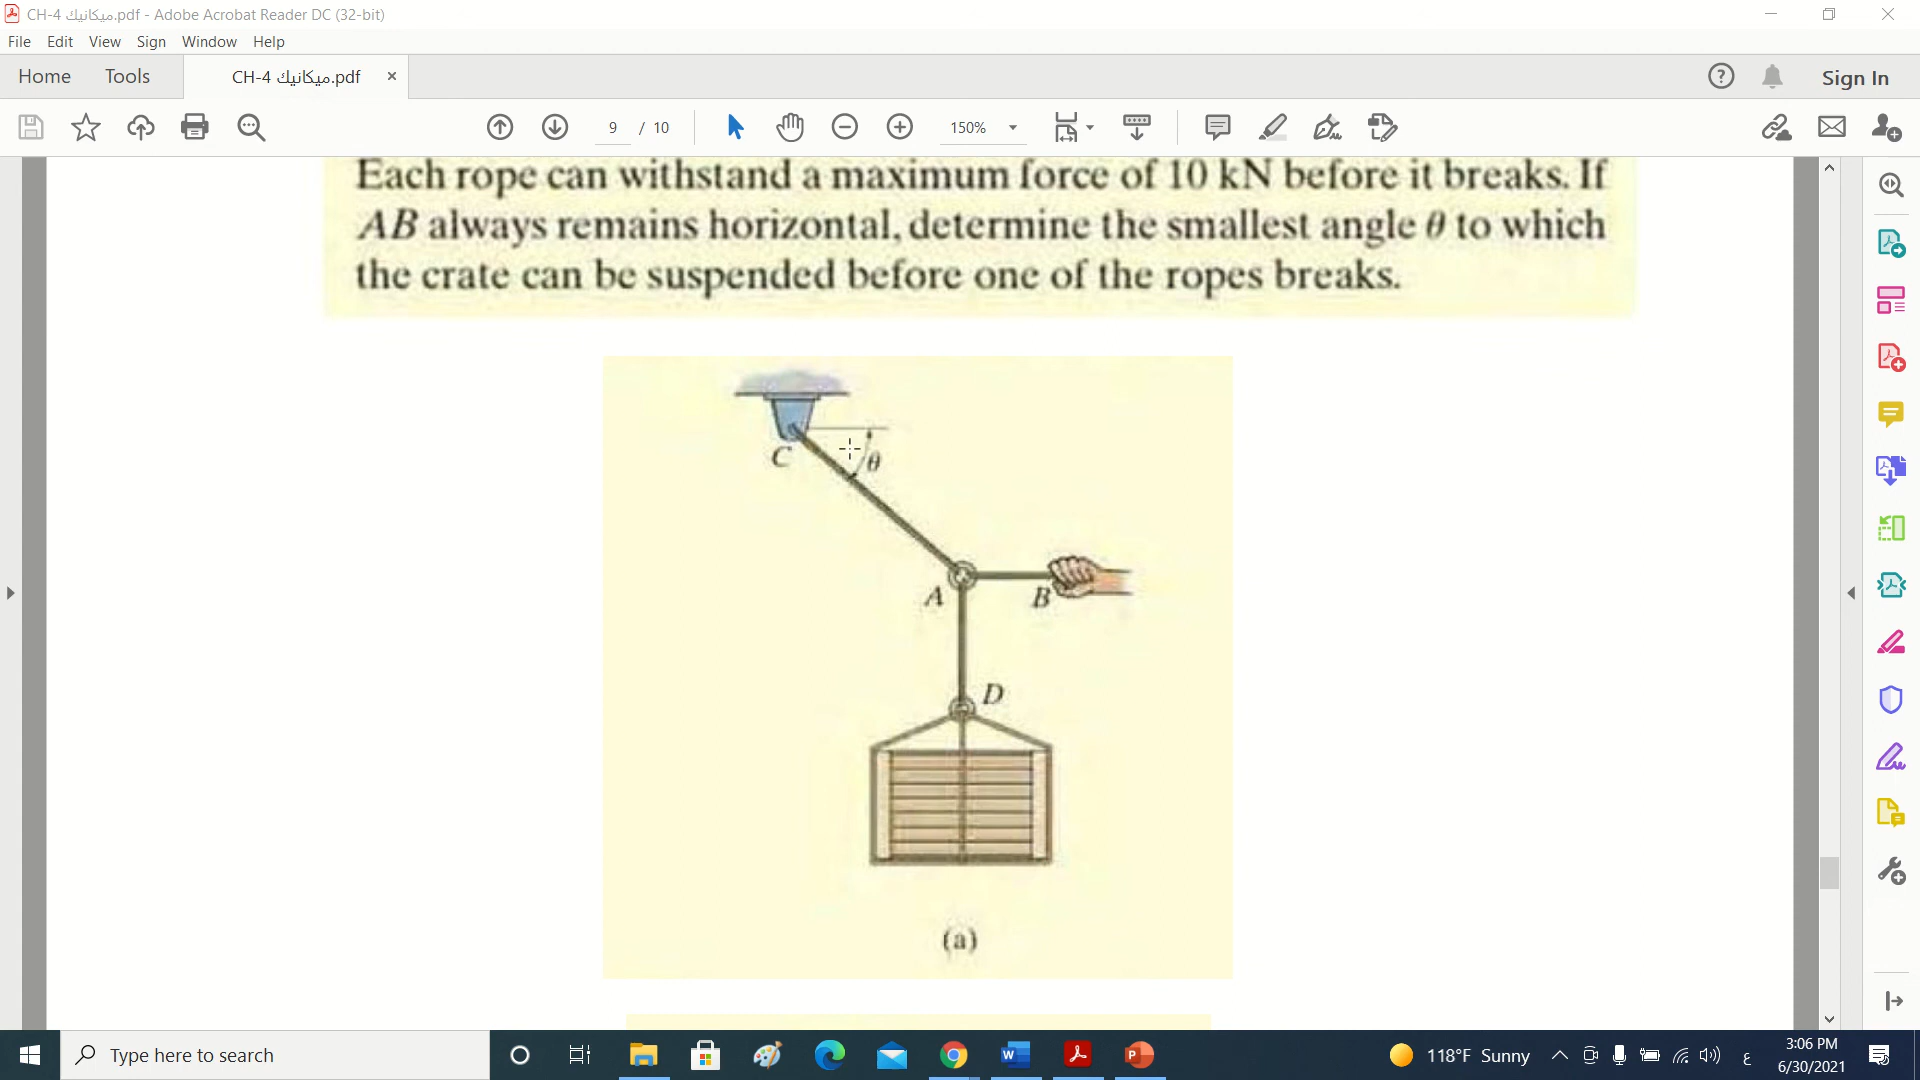 CH-4 ميكانيك.pdf - Adobe Acrobat Reader DC (32-bit)
File Edit View Sign Window Help
Home Tools CH-4 ميكانيك.pdf × Sign In
9 / 10 150%
Each rope can withstand a maximum force of 10 kN before it breaks. If
AB always remains horizontal, determine the smallest angle θ to which
the crate can be suspended before one of the ropes breaks.
C θ
A B
D
(a)
Type here to search 118°F Sunny ع 3:06 PM
6/30/2021